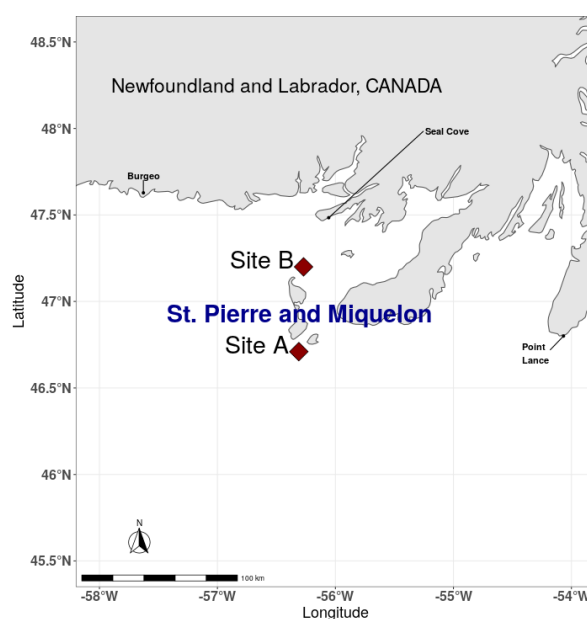 48.5°N
Newfoundland and Labrador, CANADA
48°N
Seal Cove
Burgeo
47.5°N
Site B
47°N
St. Pierre and Miquelon
Site A
Point
Lance
46.5°N
46°N
N
45.5°N
100 km
-58°W -57°W -56°W -55°W -54°W
Longitude
Latitude